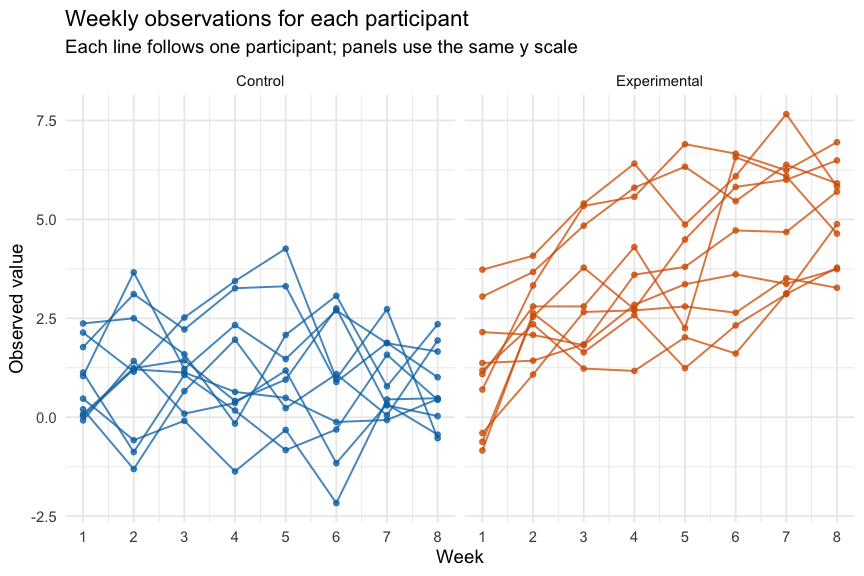 Weekly observations for each participant
Each line follows one participant; panels use the same y scale
Control
Experimental
Observed value
7.5
5.0
2.5
0.0
-2.5
1 2 3 4 5 6 7 8
1 2 3 4 5 6 7 8
Week